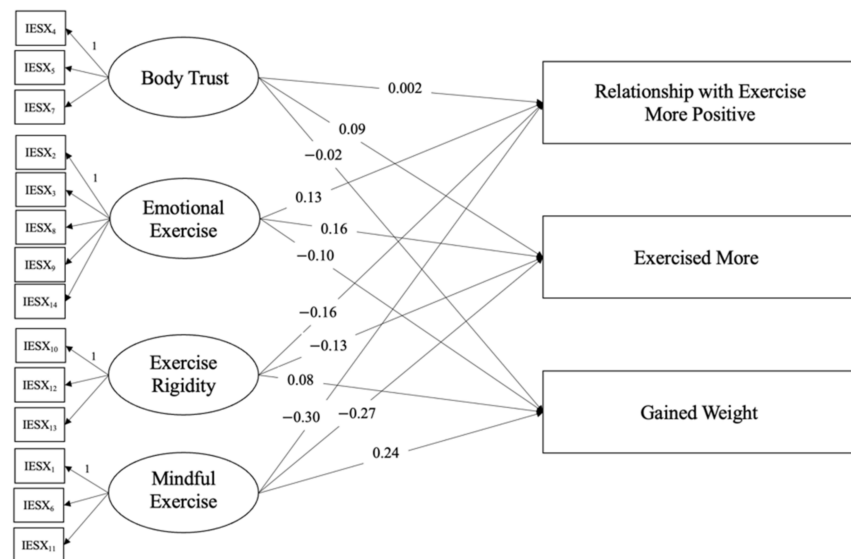 IESX₄
IESX₅
IESX₇
1
Body Trust
0.002
0.09
−0.02
Relationship with Exercise
More Positive
IESX₂
IESX₃
IESX₈
IESX₉
IESX₁₄
1
Emotional
Exercise
0.13
0.16
−0.10
Exercised More
IESX₁₀
IESX₁₂
IESX₁₃
1
Exercise
Rigidity
−0.16
−0.13
0.08
Gained Weight
IESX₁
IESX₆
IESX₁₁
1
Mindful
Exercise
−0.30
−0.27
0.24